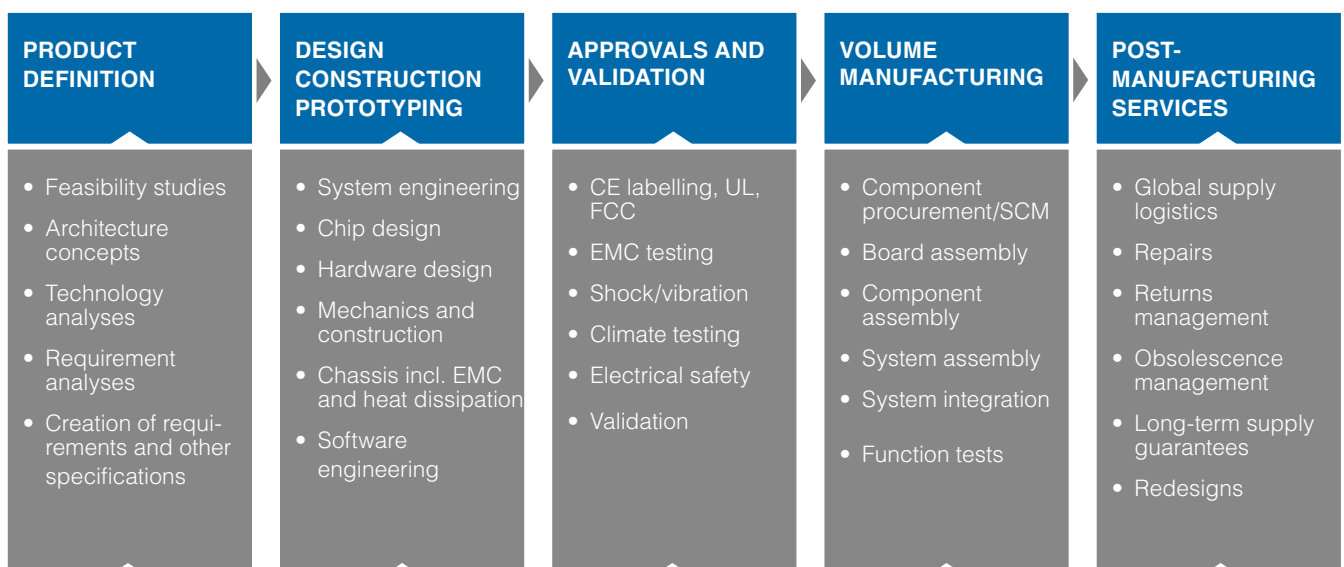 PRODUCT
DEFINITION
• Feasibility studies
• Architecture
concepts
• Technology
analyses
• Requirement
analyses
• Creation of requi-
rements and other
specifications
DESIGN
CONSTRUCTION
PROTOTYPING
• System engineering
• Chip design
• Hardware design
• Mechanics and
construction
• Chassis incl. EMC
and heat dissipation
• Software
engineering
APPROVALS AND
VALIDATION
• CE labelling, UL,
FCC
• EMC testing
• Shock/vibration
• Climate testing
• Electrical safety
• Validation
VOLUME
MANUFACTURING
• Component
procurement/SCM
• Board assembly
• Component
assembly
• System assembly
• System integration
• Function tests
POST-
MANUFACTURING
SERVICES
• Global supply
logistics
• Repairs
• Returns
management
• Obsolescence
management
• Long-term supply
guarantees
• Redesigns